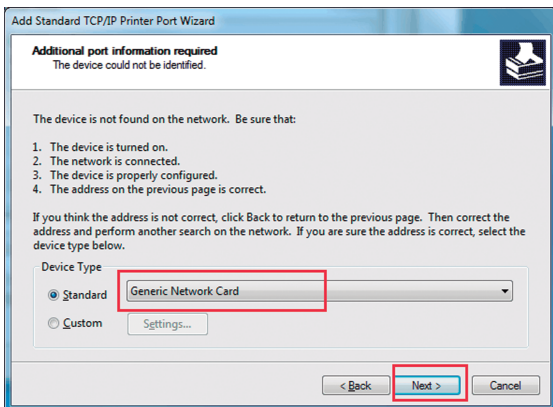 Add Standard TCP/IP Printer Port Wizard
Additional port information required
The device could not be identified.
The device is not found on the network. Be sure that:
1. The device is turned on.
2. The network is connected.
3. The device is properly configured.
4. The address on the previous page is correct.
If you think the address is not correct, click Back to return to the previous page. Then correct the
address and perform another search on the network. If you are sure the address is correct, select the
device type below.
Device Type
Standard
Generic Network Card
Custom
Settings...
< Back
Next >
Cancel